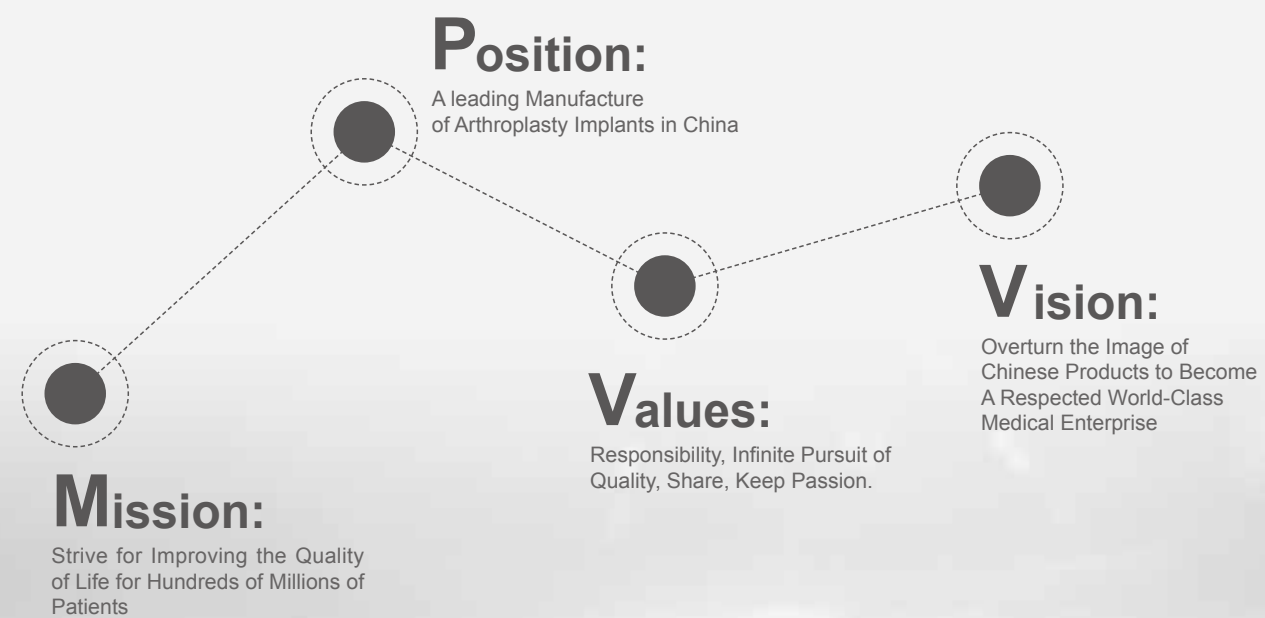 Position:
A leading Manufacture
of Arthroplasty Implants in China
Vision:
Overturn the Image of
Chinese Products to Become
A Respected World-Class
Medical Enterprise
Values:
Responsibility, Infinite Pursuit of
Quality, Share, Keep Passion.
Mission:
Strive for Improving the Quality
of Life for Hundreds of Millions of
Patients